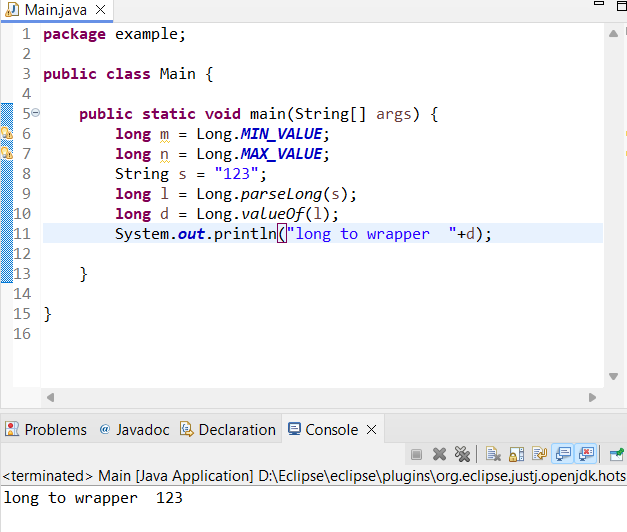 Main.java
1 package example;
2
3 public class Main {
4
5 public static void main(String[] args) {
6 long m = Long.MIN_VALUE;
7 long n = Long.MAX_VALUE;
8 String s = "123";
9 long l = Long.parseLong(s);
10 long d = Long.valueOf(l);
11 System.out.println("long to wrapper  "+d);
12
13 }
14
15 }
16
Problems @ Javadoc Declaration Console
<terminated> Main [Java Application] D:\Eclipse\eclipse\plugins\org.eclipse.justj.openjdk.hots
long to wrapper  123